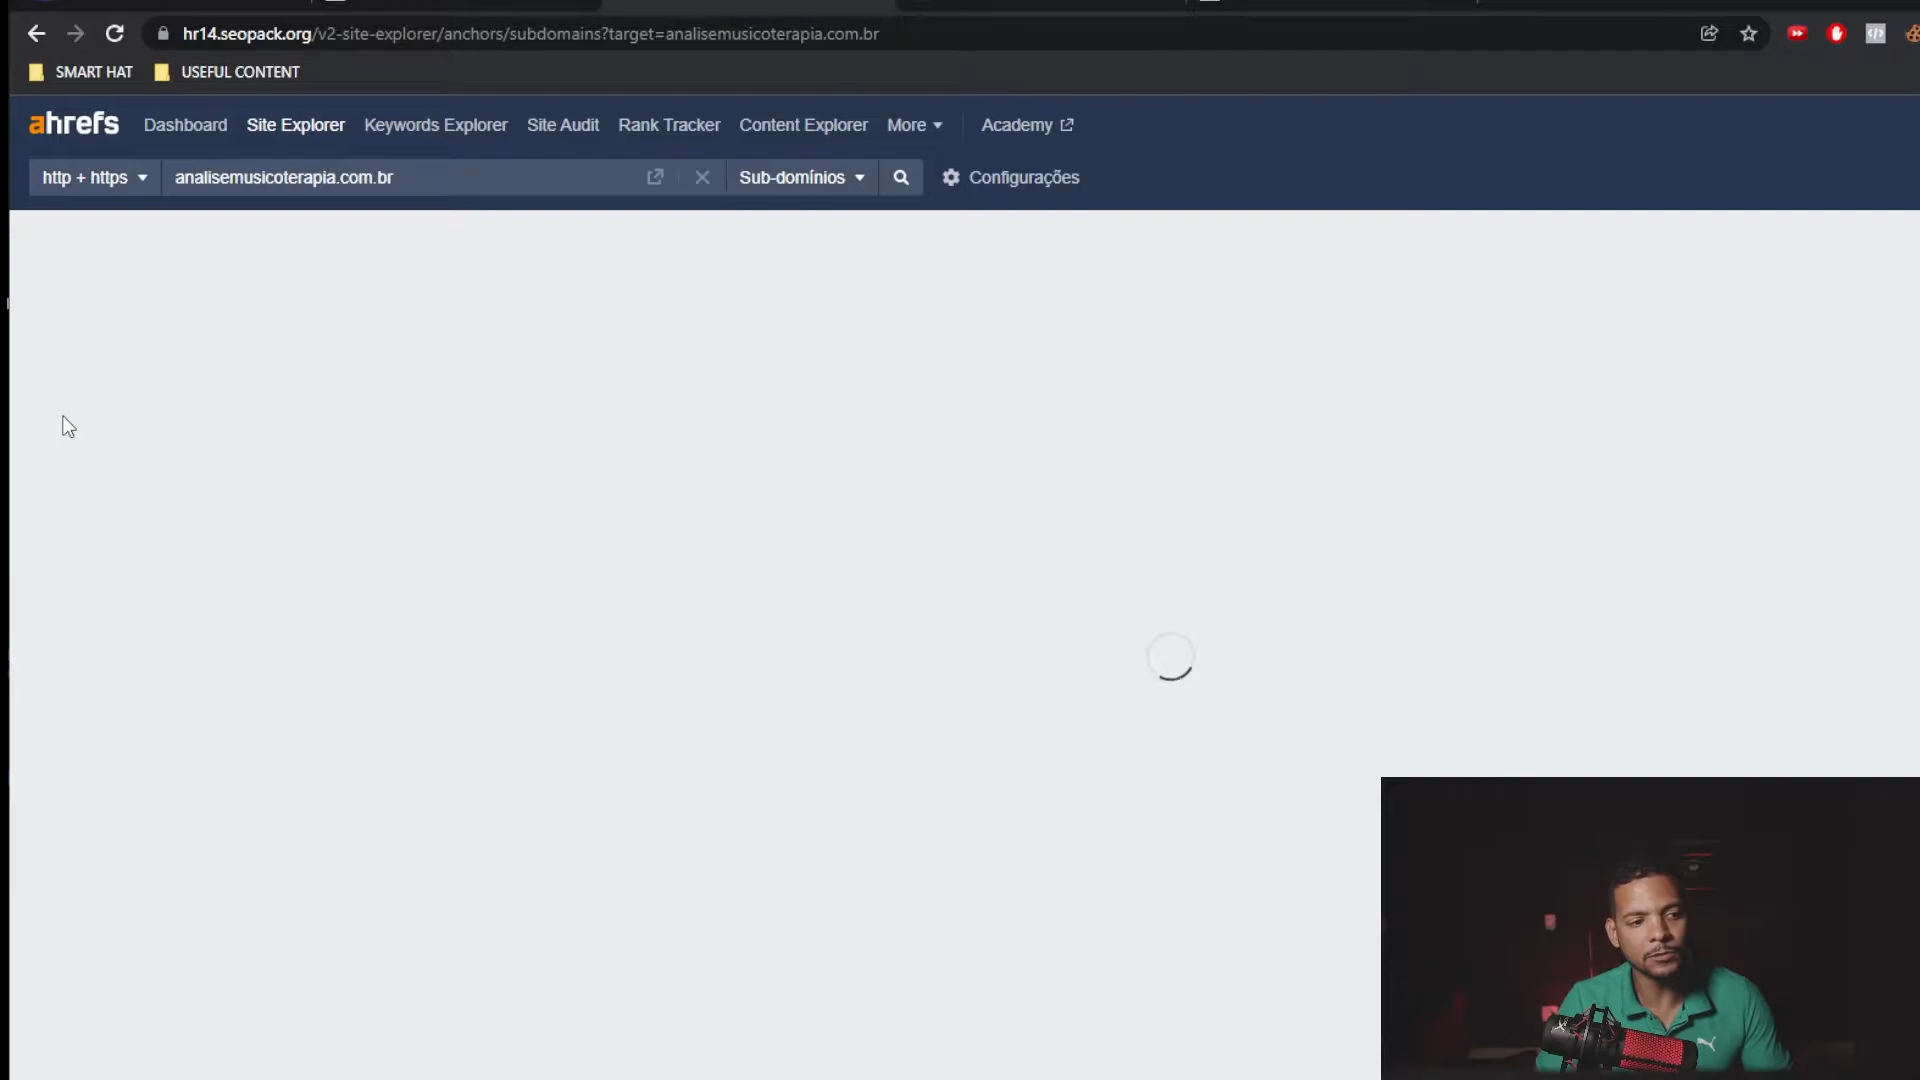 hr14.seopack.org/v2-site-explorer/anchors/subdomains?target=analisemusicoterapia.com.br
SMART HAT USEFUL CONTENT
ahrefs Dashboard Site Explorer Keywords Explorer Site Audit Rank Tracker Content Explorer More Academy
http + https analisemusicoterapia.com.br Sub-domínios Configurações